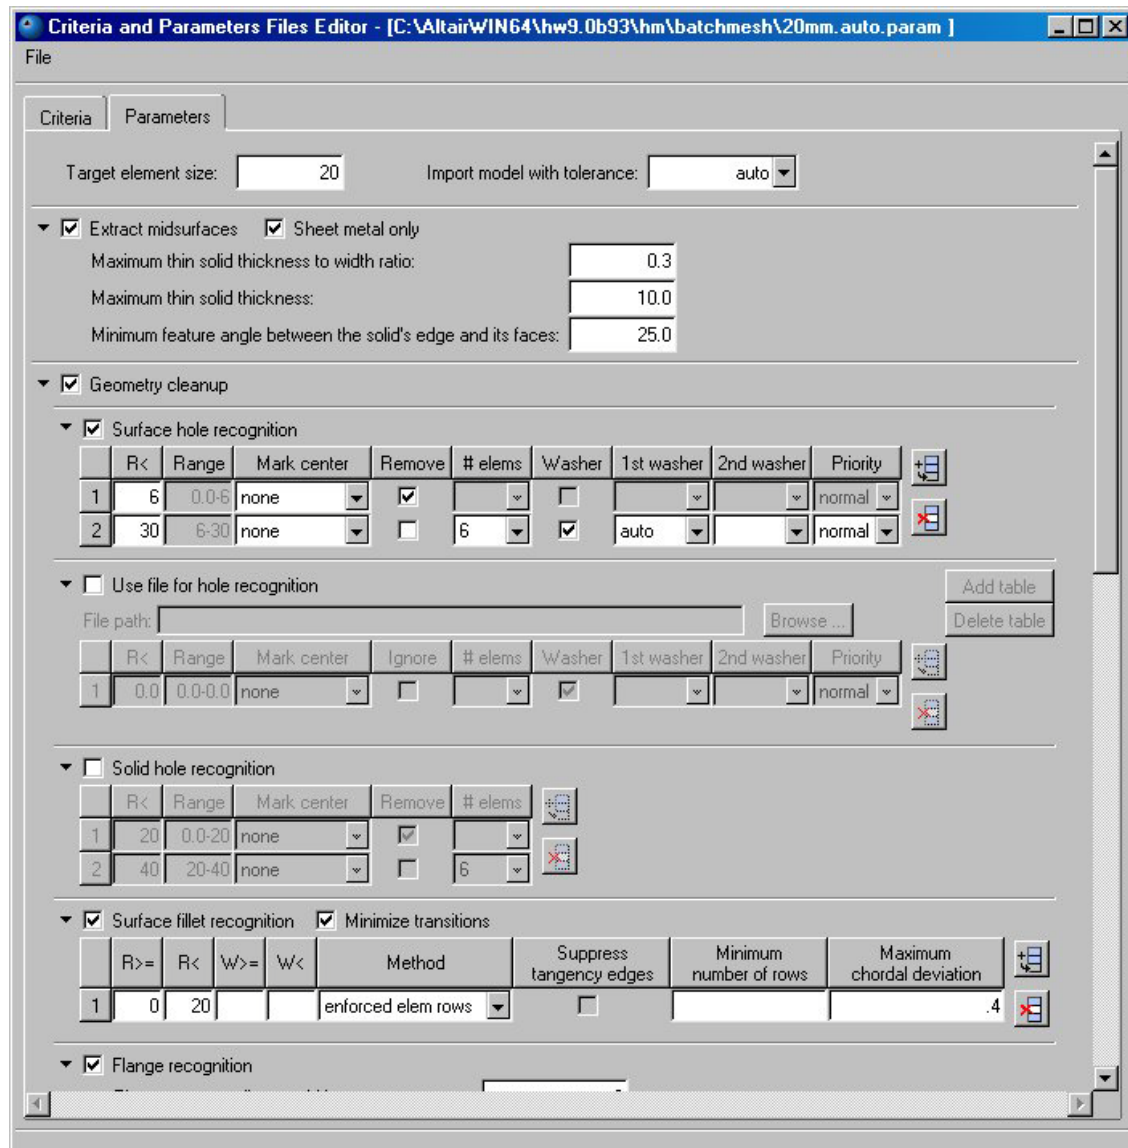 Criteria and Parameters Files Editor - [C:\AltairWIN64\hw9.0b93\hm\batchmesh\20mm.auto.param ]
File
Criteria Parameters
Target element size: 20 Import model with tolerance: auto
Extract midsurfaces Sheet metal only
Maximum thin solid thickness to width ratio: 0.3
Maximum thin solid thickness: 10.0
Minimum feature angle between the solid's edge and its faces: 25.0
Geometry cleanup
Surface hole recognition
R< Range Mark center Remove # elems Washer 1st washer 2nd washer Priority
1 6 0.0-6 none normal
2 30 6-30 none 6 auto normal
Use file for hole recognition Add table
File path: Browse ... Delete table
R< Range Mark center Ignore # elems Washer 1st washer 2nd washer Priority
1 0.0 0.0-0.0 none normal
Solid hole recognition
R< Range Mark center Remove # elems
1 20 0.0-20 none
2 40 20-40 none 6
Surface fillet recognition Minimize transitions
R>= R< W>= W< Method Suppress tangency edges Minimum number of rows Maximum chordal deviation
1 0 20 enforced elem rows .4
Flange recognition